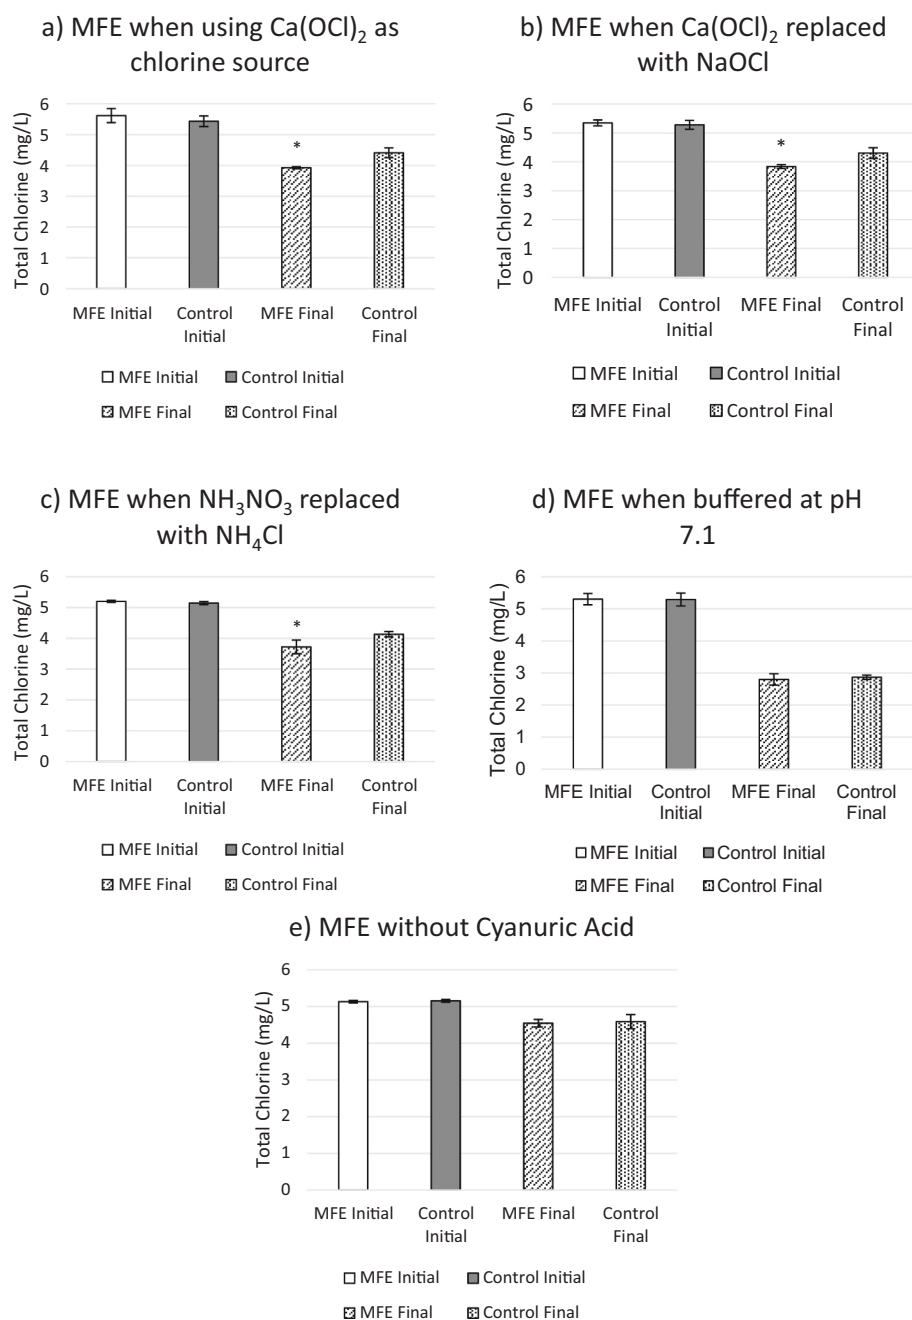 a) MFE when using Ca(OCl)₂ as
chlorine source
Total Chlorine (mg/L)
6
5
4
3
2
1
0
*
MFE Initial
Control
Initial
MFE Final
Control
Final
MFE Initial
Control Initial
MFE Final
Control Final
b) MFE when Ca(OCl)₂ replaced
with NaOCl
Total Chlorine (mg/L)
6
5
4
3
2
1
0
*
MFE Initial
Control
Initial
MFE Final
Control
Final
MFE Initial
Control Initial
MFE Final
Control Final
c) MFE when NH₃NO₃ replaced
with NH₄Cl
Total Chlorine (mg/L)
6
5
4
3
2
1
0
*
MFE Initial
Control
Initial
MFE Final
Control
Final
MFE Initial
Control Initial
MFE Final
Control Final
d) MFE when buffered at pH
7.1
Total Chlorine (mg/L)
6
5
4
3
2
1
0
MFE Initial
Control
Initial
MFE Final
Control
Final
MFE Initial
Control Initial
MFE Final
Control Final
e) MFE without Cyanuric Acid
Total Chlorine (mg/L)
6
5
4
3
2
1
0
MFE Initial
Control
Initial
MFE Final
Control
Final
MFE Initial
Control Initial
MFE Final
Control Final